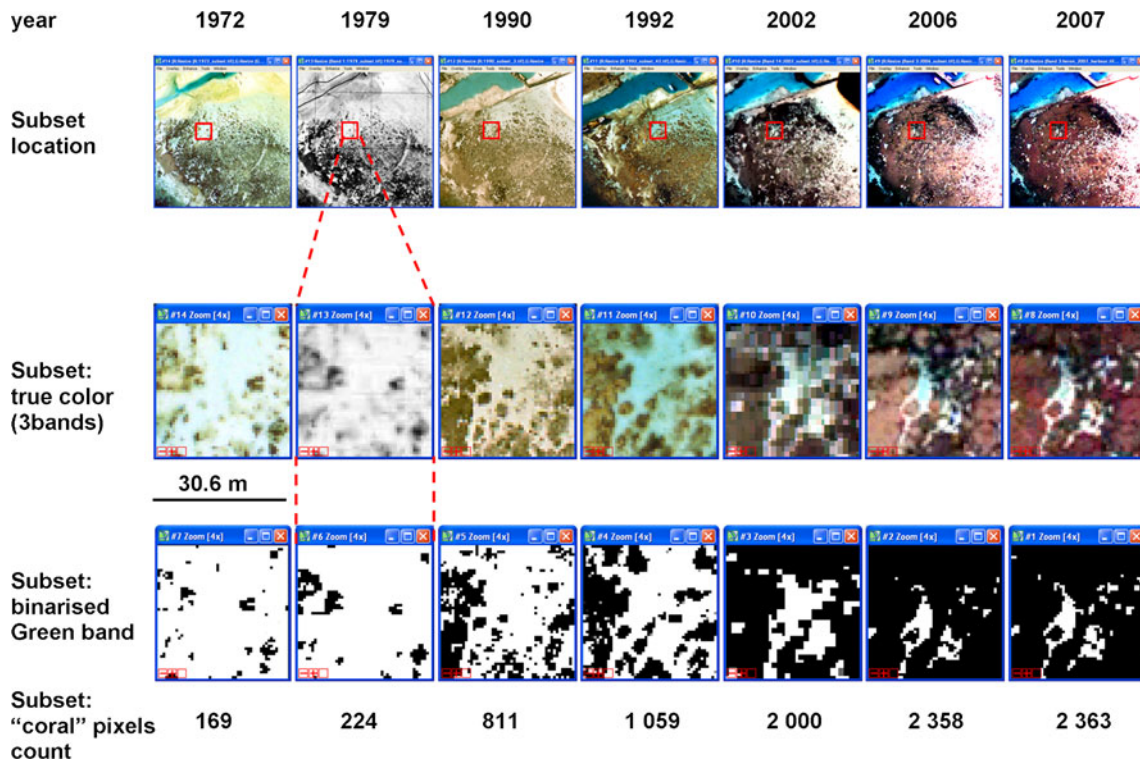 year 1972 1979 1990 1992 2002 2006 2007
Subset
location
#14 Zoom [4x] #13 Zoom [4x] #12 Zoom [4x] #11 Zoom [4x] #10 Zoom [4x] #9 Zoom [4x] #8 Zoom [4x]
Subset:
true color
(3bands)
30.6 m
#7 Zoom [4x] #6 Zoom [4x] #5 Zoom [4x] #4 Zoom [4x] #3 Zoom [4x] #2 Zoom [4x] #1 Zoom [4x]
Subset:
binarised
Green band
Subset:
“coral” pixels
count
169 224 811 1 059 2 000 2 358 2 363